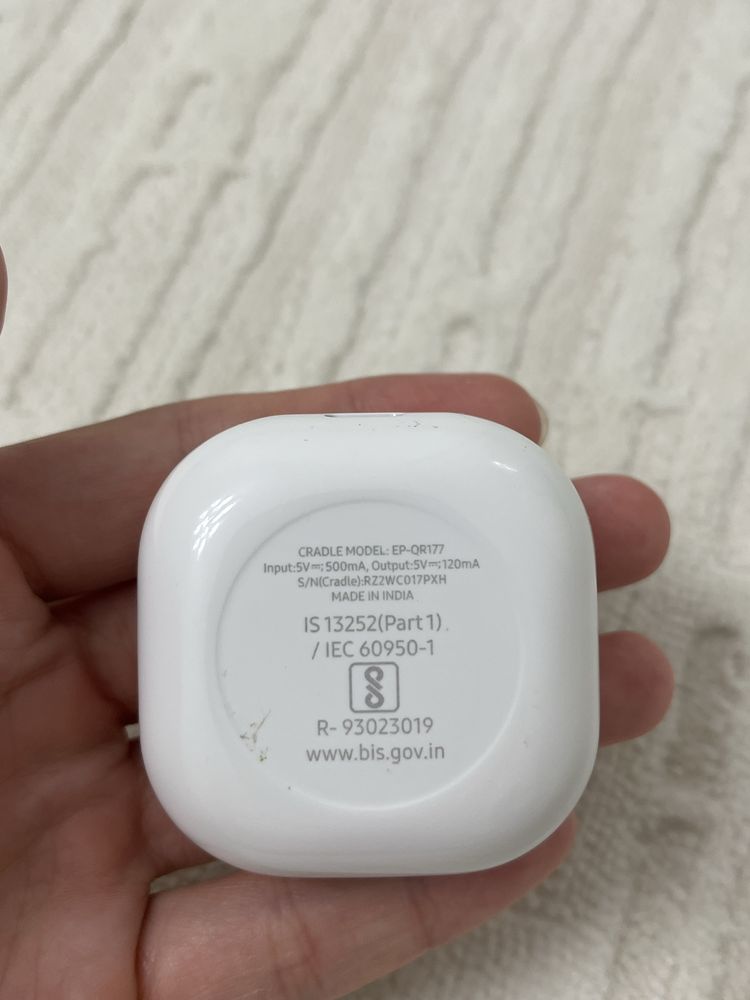 CRADLE MODEL: EP-QR177
Input:5V⎓; 500mA, Output:5V⎓;120mA
S/N(Cradle):RZ2WC017PXH
MADE IN INDIA
IS 13252(Part 1)
/ IEC 60950-1
R- 93023019
www.bis.gov.in